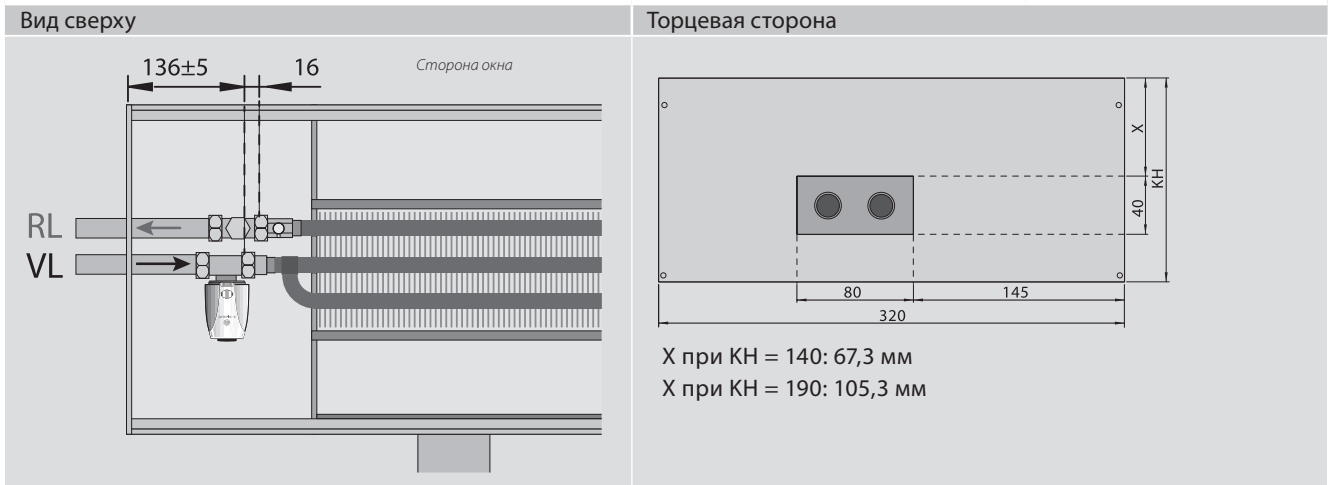 Вид сверху
Торцевая сторона
136±5
16
Сторона окна
RL
VL
X
KH
40
80
145
320
X при KH = 140: 67,3 мм
X при KH = 190: 105,3 мм